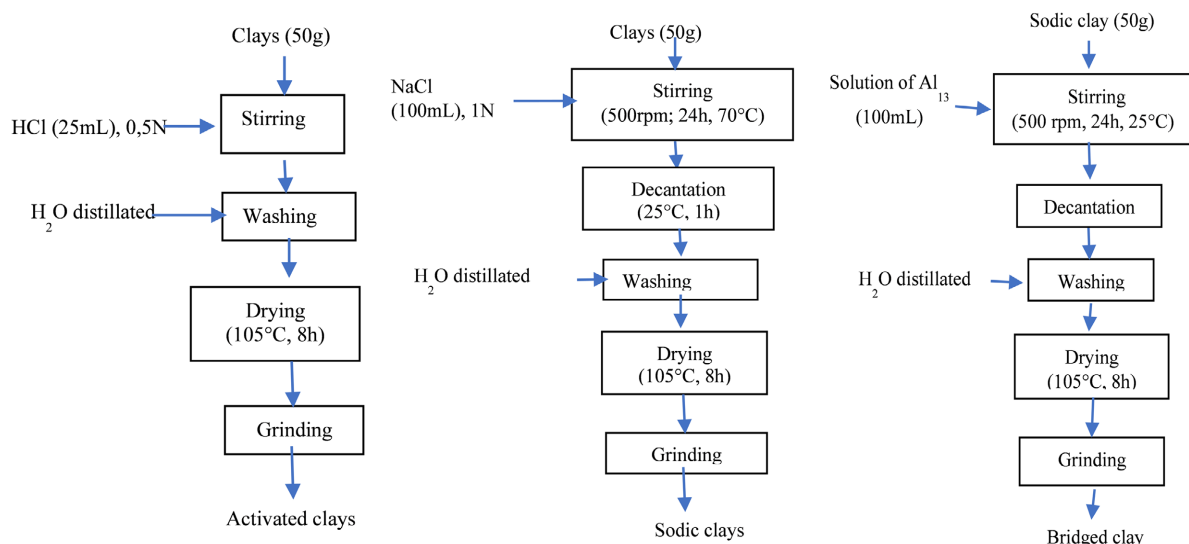 Clays (50g)
HCl (25mL), 0,5N
Stirring
H2O distillated
Washing
Drying
(105°C, 8h)
Grinding
Activated clays
Clays (50g)
NaCl
(100mL), 1N
Stirring
(500rpm; 24h, 70°C)
Decantation
(25°C, 1h)
H2O distillated
Washing
Drying
(105°C, 8h)
Grinding
Sodic clays
Sodic clay (50g)
Solution of Al13
(100mL)
Stirring
(500 rpm, 24h, 25°C)
Decantation
H2O distillated
Washing
Drying
(105°C, 8h)
Grinding
Bridged clay